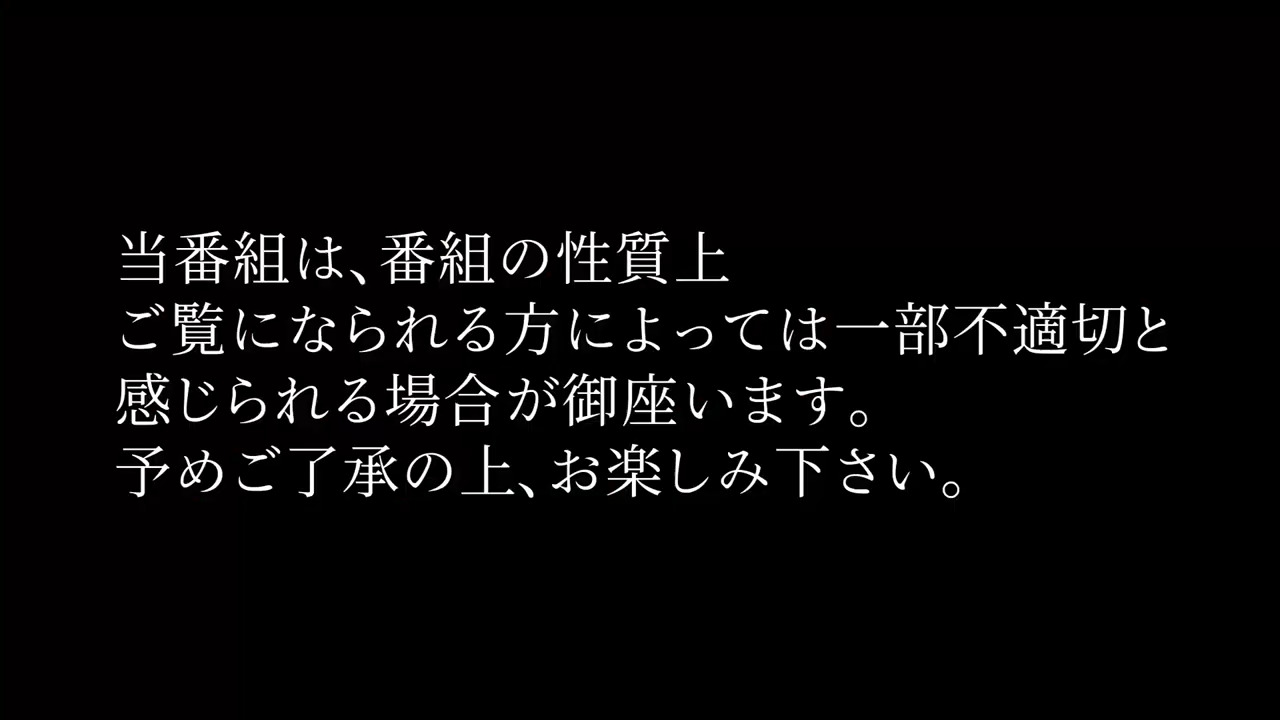 当番組は、番組の性質上
ご覧になられる方によっては一部不適切と
感じられる場合が御座います。
予めご了承の上、お楽しみ下さい。